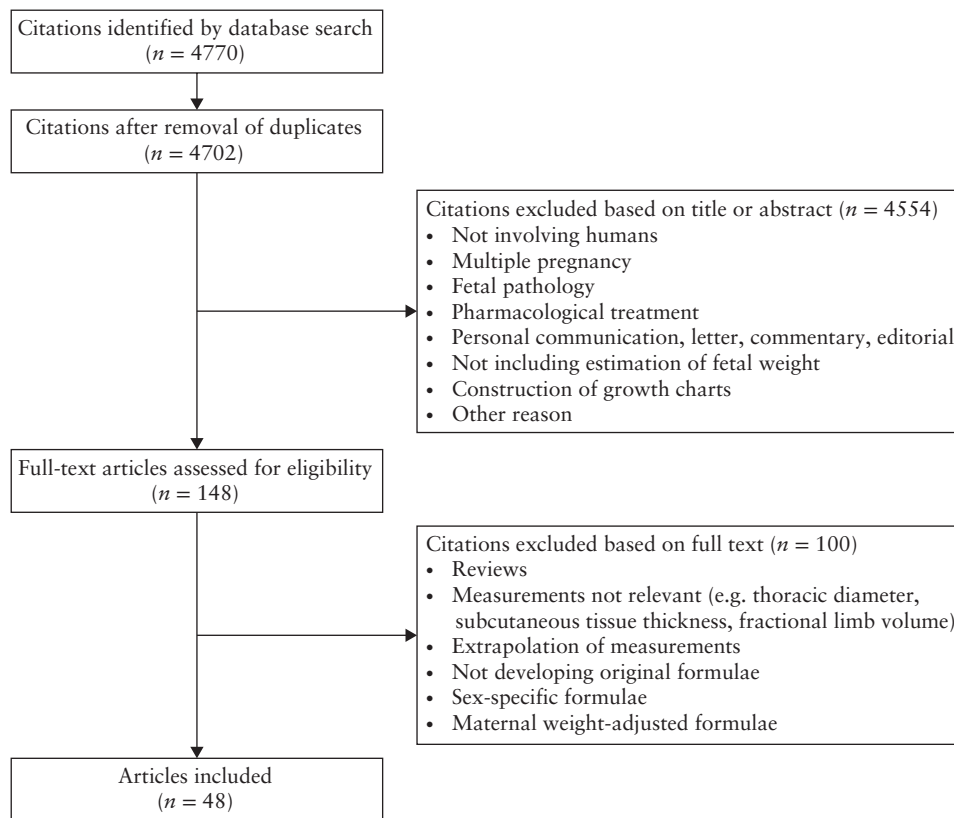 Citations identified by database search
(n = 4770)
Citations after removal of duplicates
(n = 4702)
Citations excluded based on title or abstract (n = 4554)
• Not involving humans
• Multiple pregnancy
• Fetal pathology
• Pharmacological treatment
• Personal communication, letter, commentary, editorial
• Not including estimation of fetal weight
• Construction of growth charts
• Other reason
Full-text articles assessed for eligibility
(n = 148)
Citations excluded based on full text (n = 100)
• Reviews
• Measurements not relevant (e.g. thoracic diameter,
subcutaneous tissue thickness, fractional limb volume)
• Extrapolation of measurements
• Not developing original formulae
• Sex-specific formulae
• Maternal weight-adjusted formulae
Articles included
(n = 48)